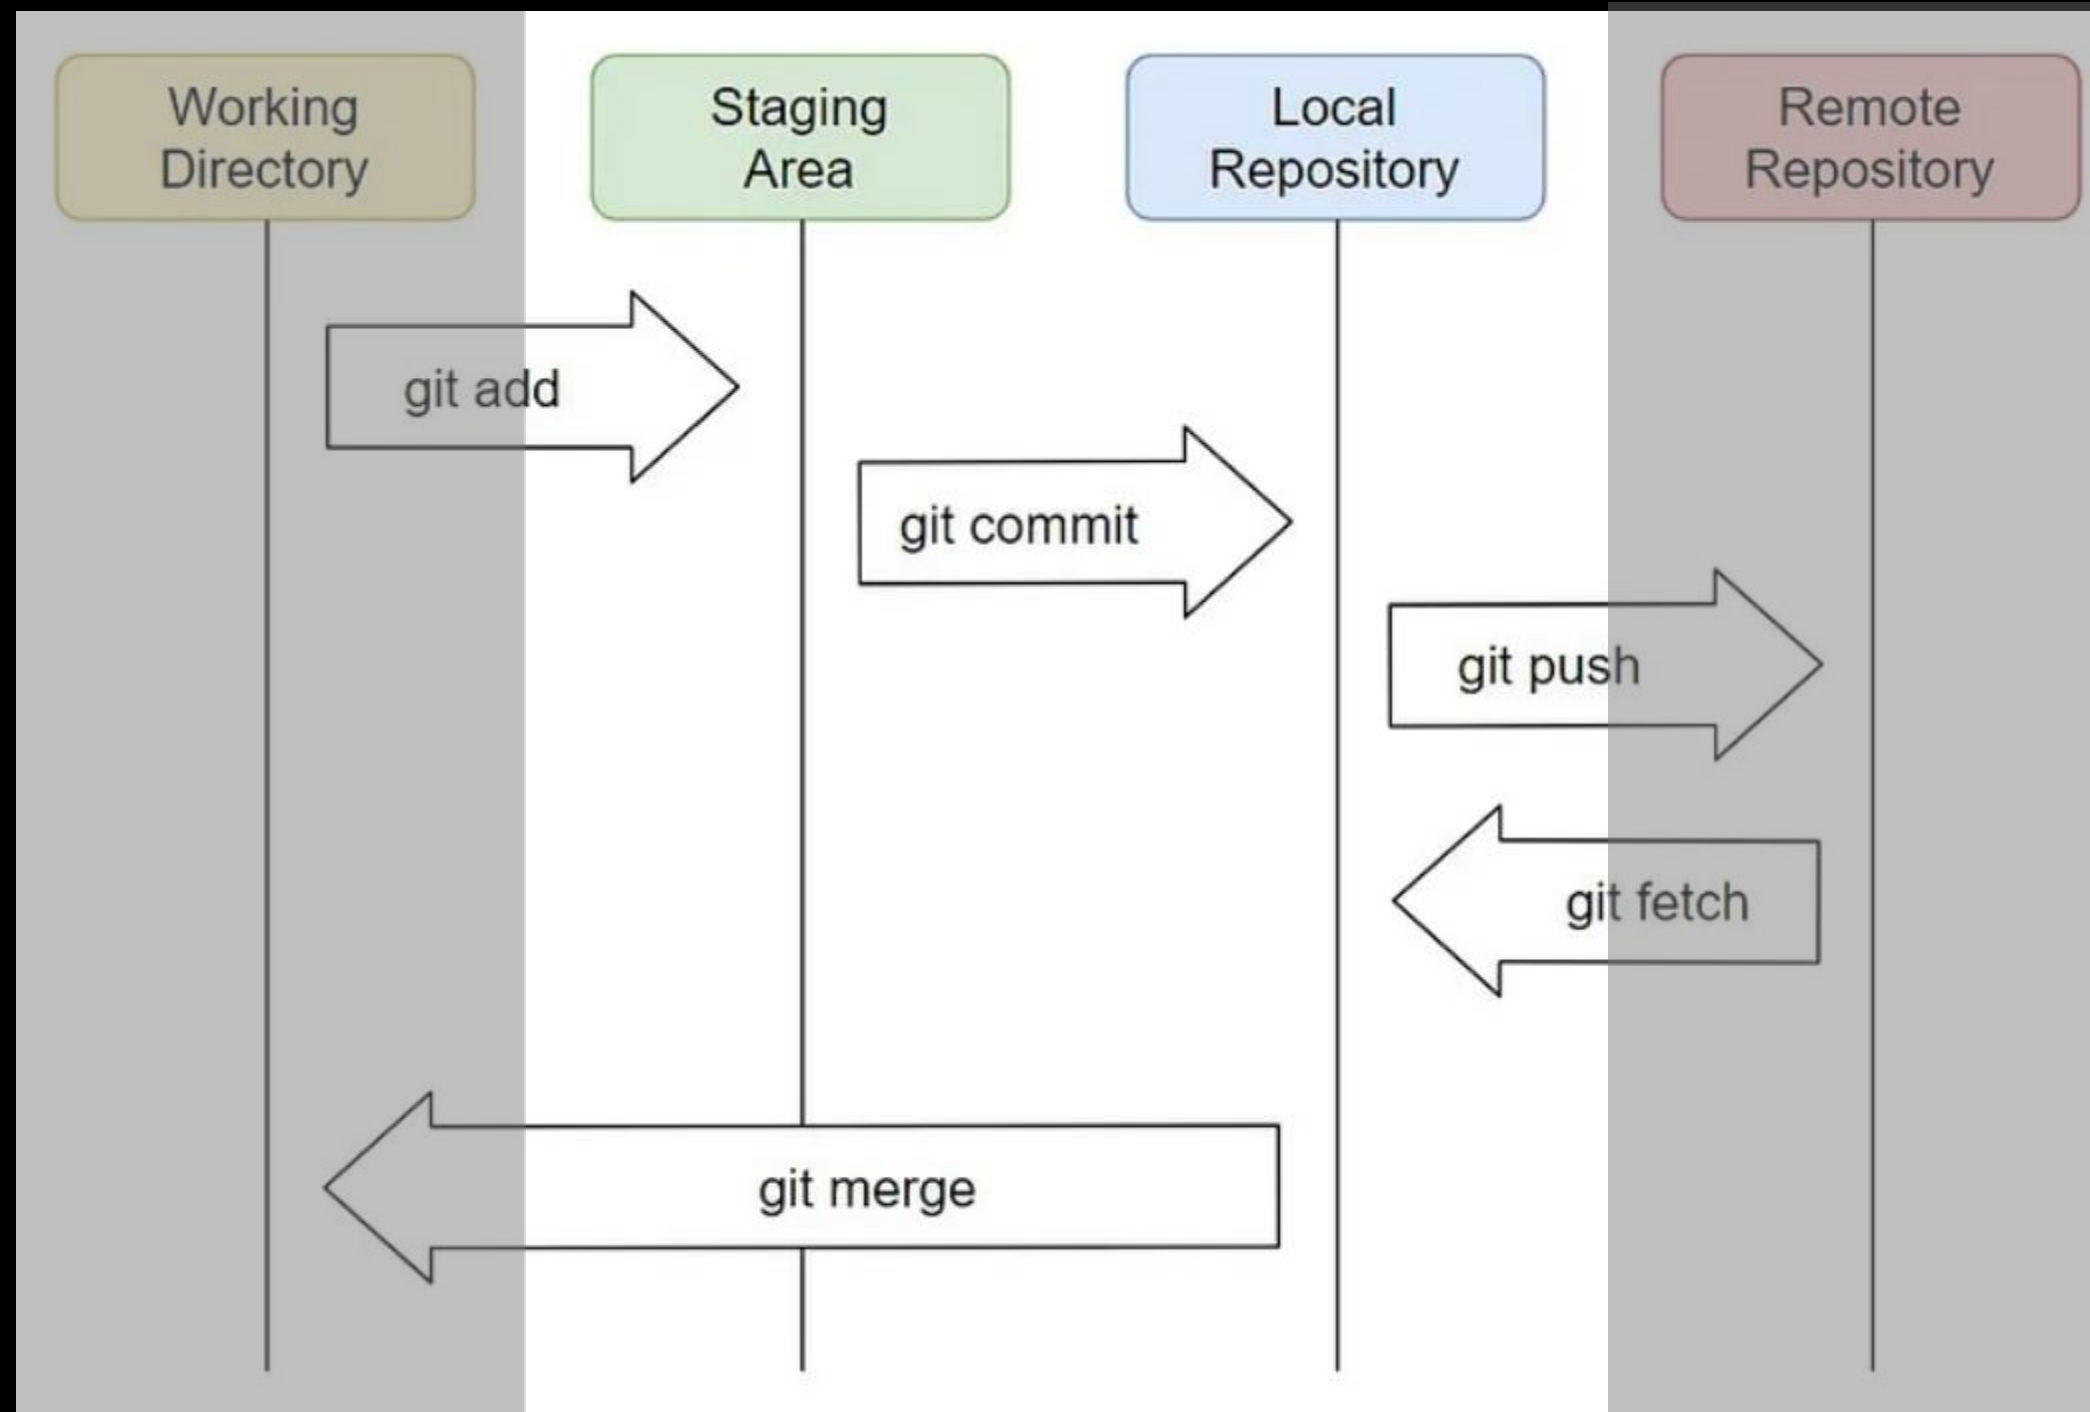 Working
Directory
Staging
Area
Local
Repository
Remote
Repository
git add
git commit
git push
git fetch
git merge